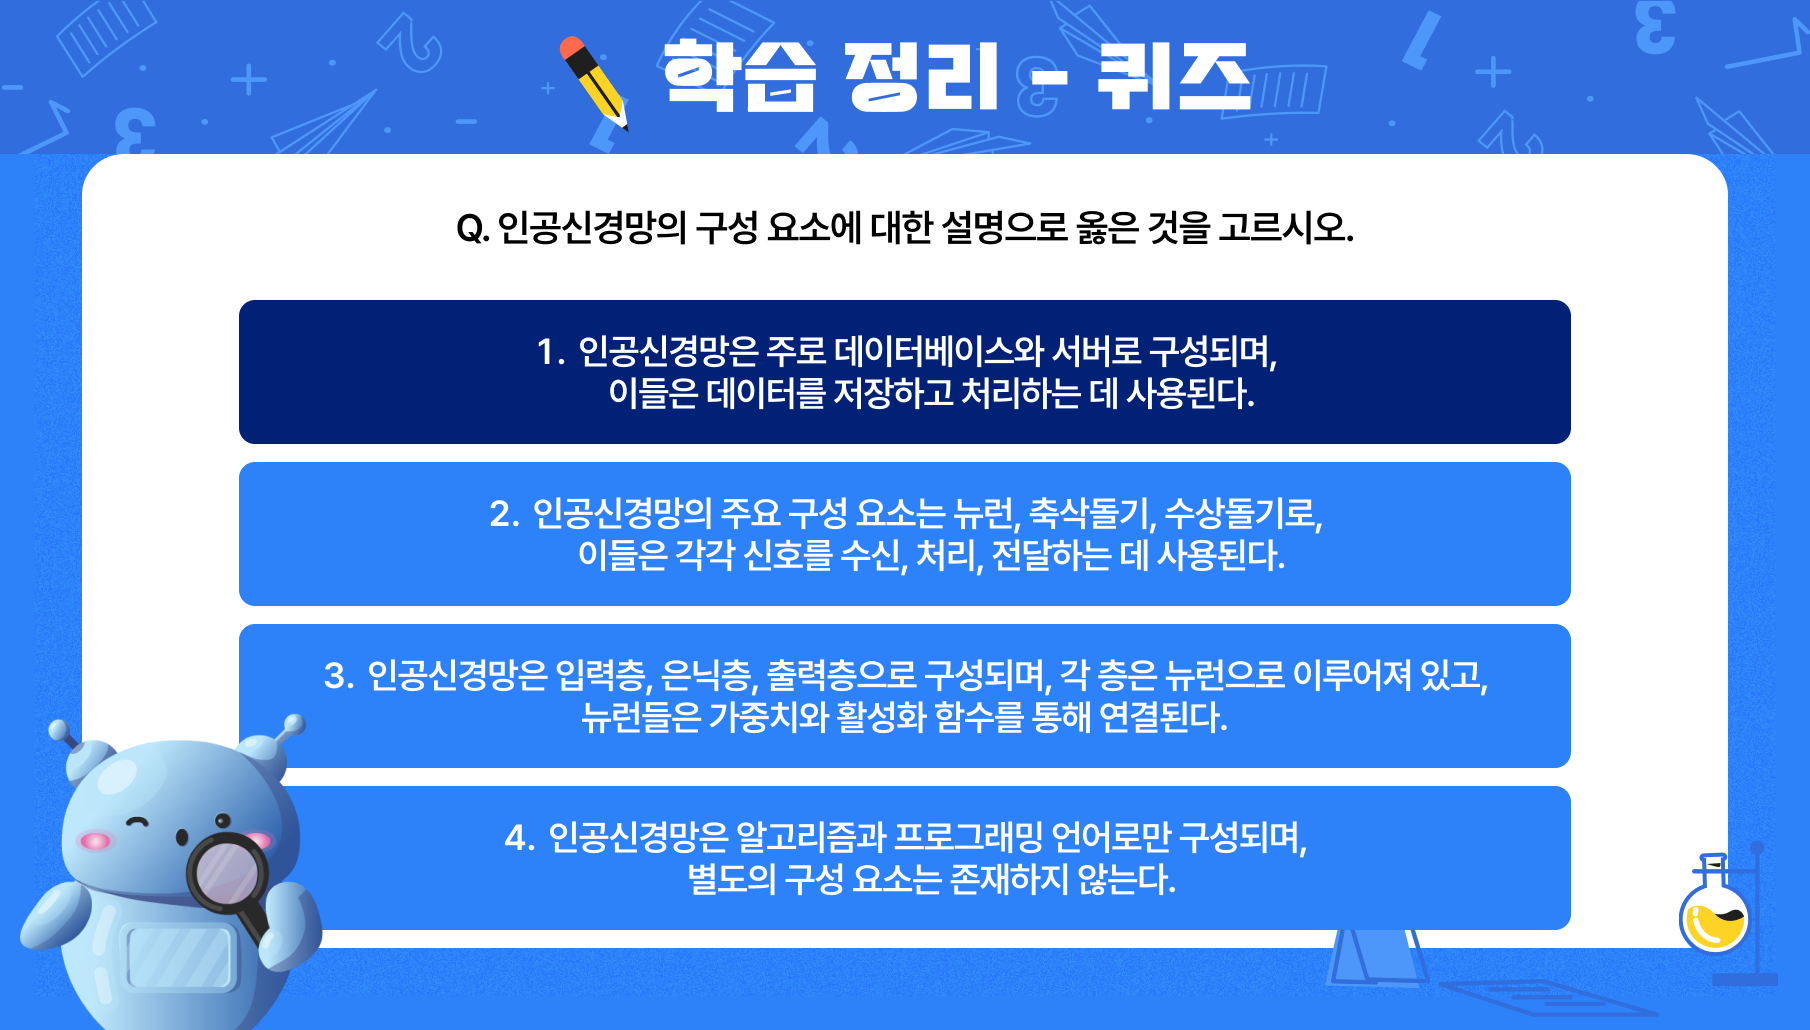 학습 정리 - 퀴즈
Q. 인공신경망의 구성 요소에 대한 설명으로 옳은 것을 고르시오.
1. 인공신경망은 주로 데이터베이스와 서버로 구성되며,
이들은 데이터를 저장하고 처리하는 데 사용된다.
2. 인공신경망의 주요 구성 요소는 뉴런, 축삭돌기, 수상돌기로,
이들은 각각 신호를 수신, 처리, 전달하는 데 사용된다.
3. 인공신경망은 입력층, 은닉층, 출력층으로 구성되며, 각 층은 뉴런으로 이루어져 있고,
뉴런들은 가중치와 활성화 함수를 통해 연결된다.
4. 인공신경망은 알고리즘과 프로그래밍 언어로만 구성되며,
별도의 구성 요소는 존재하지 않는다.